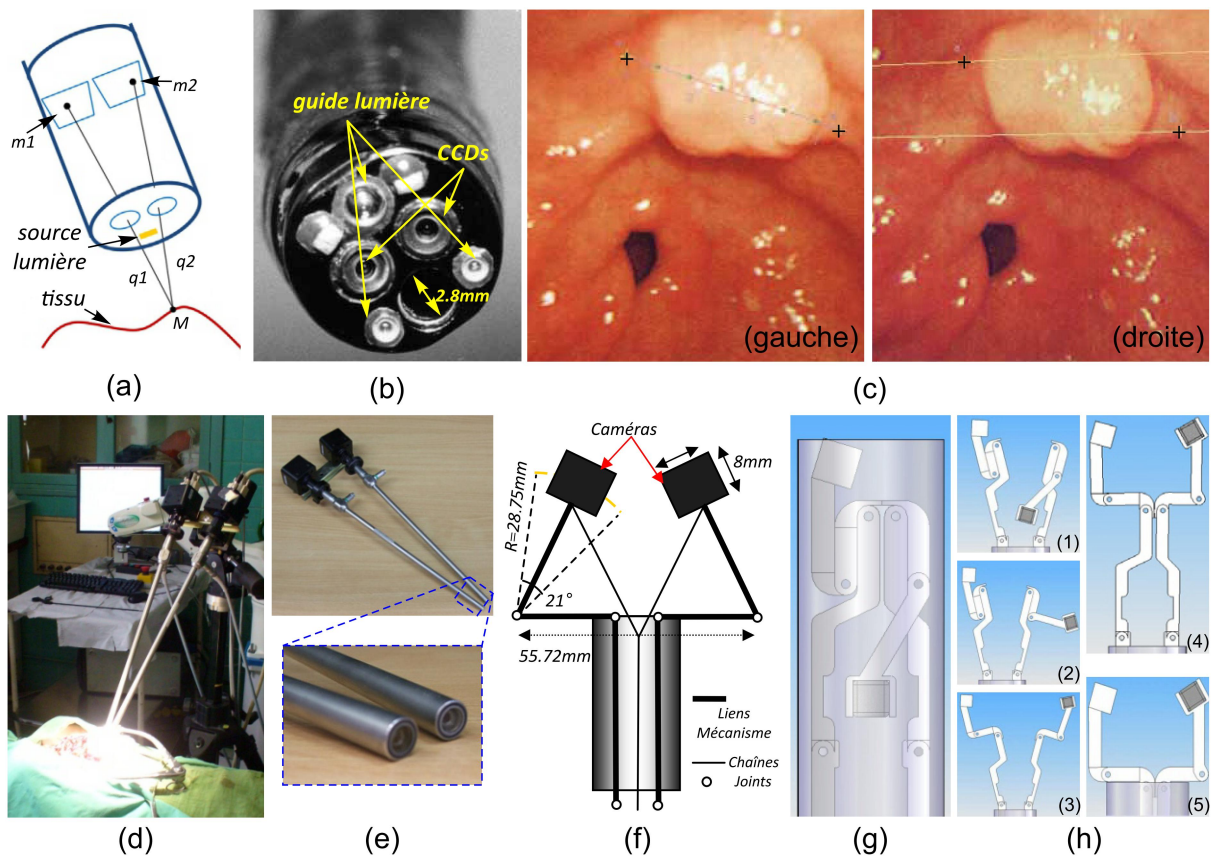 m1
m2
source
lumière
q1
q2
tissu
M
(a)
guide lumière
CCDs
2.8mm
(b)
(gauche)
(droite)
(c)
(d)
(e)
Caméras
8mm
R=28.75mm
21°
55.72mm
Liens
Mécanisme
Chaînes
Joints
(f)
(g)
(1)
(2)
(3)
(4)
(5)
(h)